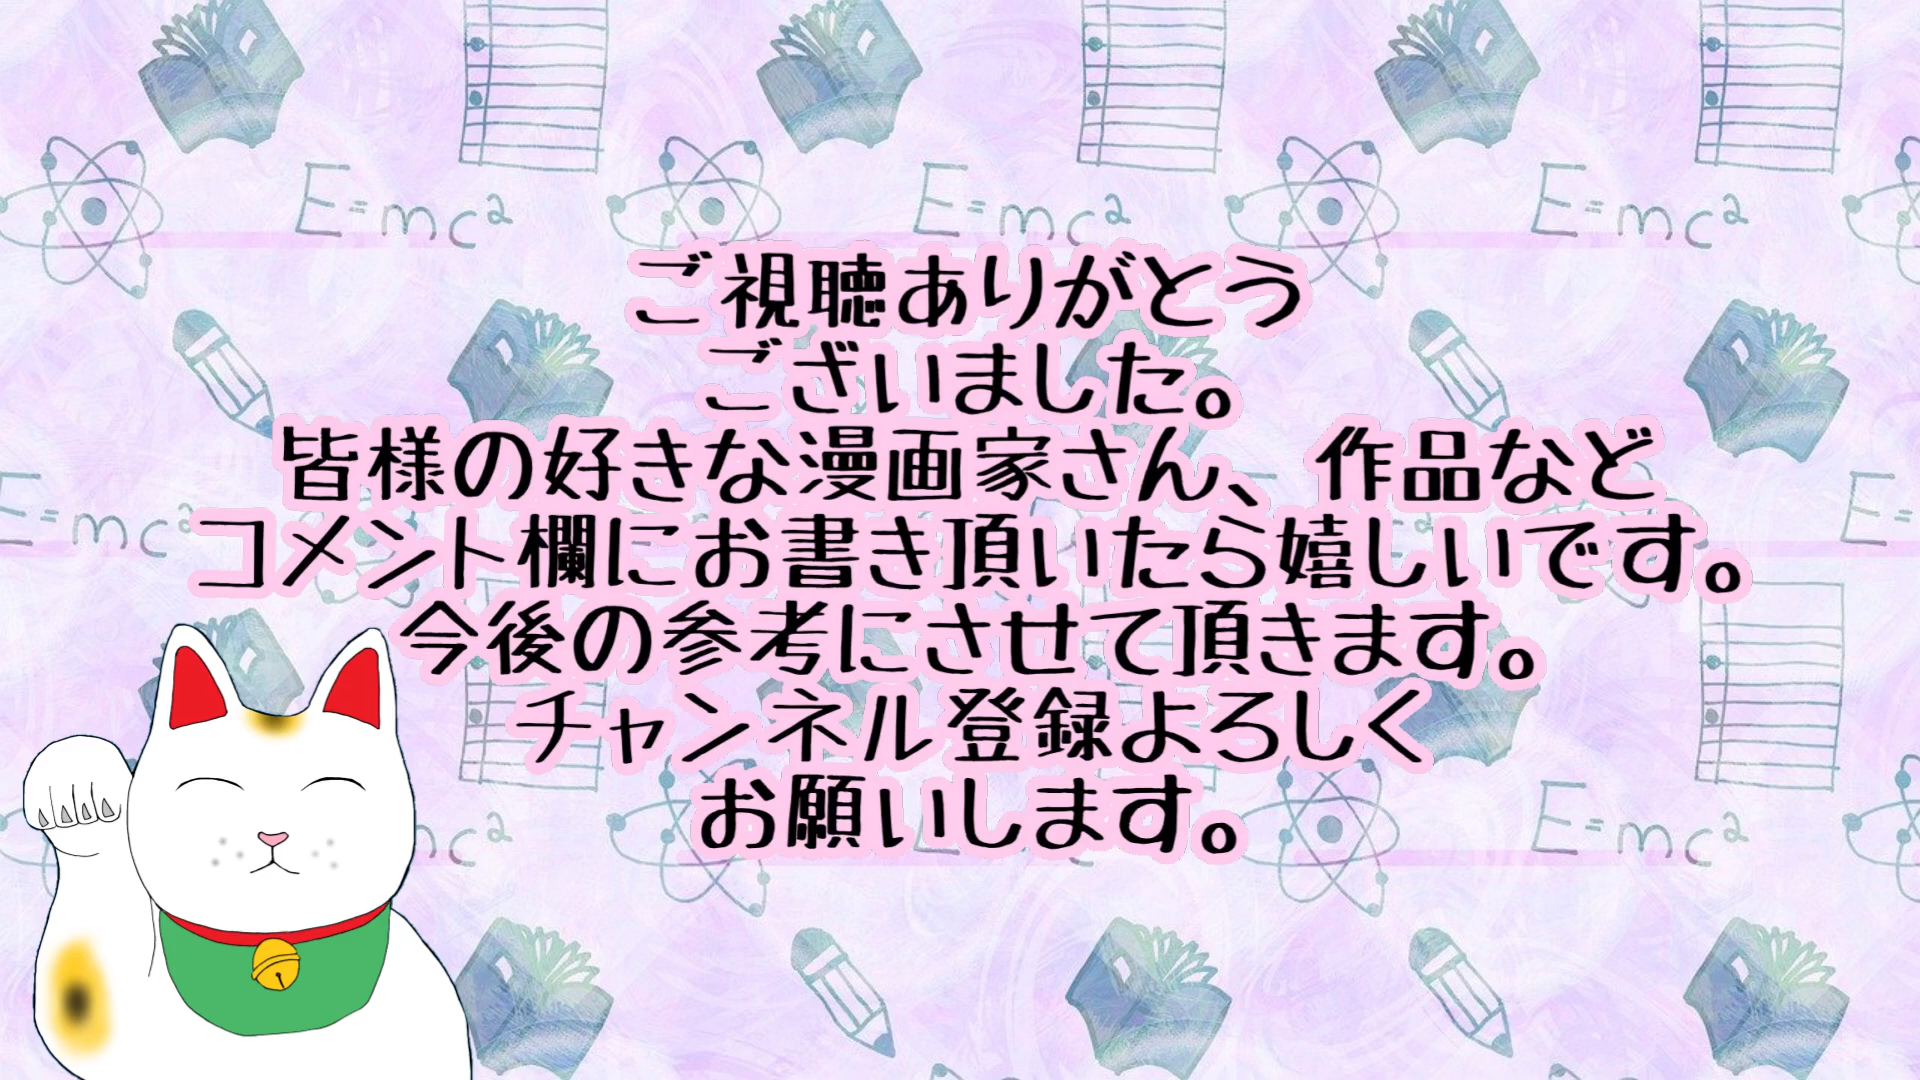 E=mc²
E=mc²
E=mc²
ご視聴ありがとう
ございました。
皆様の好きな漫画家さん、作品など
コメント欄にお書き頂いたら嬉しいです。
今後の参考にさせて頂きます。
チャンネル登録よろしく
お願いします。
E=mc²